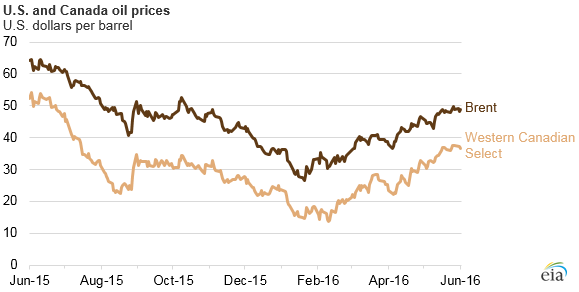 U.S. and Canada oil prices
U.S. dollars per barrel
70
60
50
40
30
20
10
0
Brent
Western Canadian
Select
Jun-15 Aug-15 Oct-15 Dec-15 Feb-16 Apr-16 Jun-16
eia